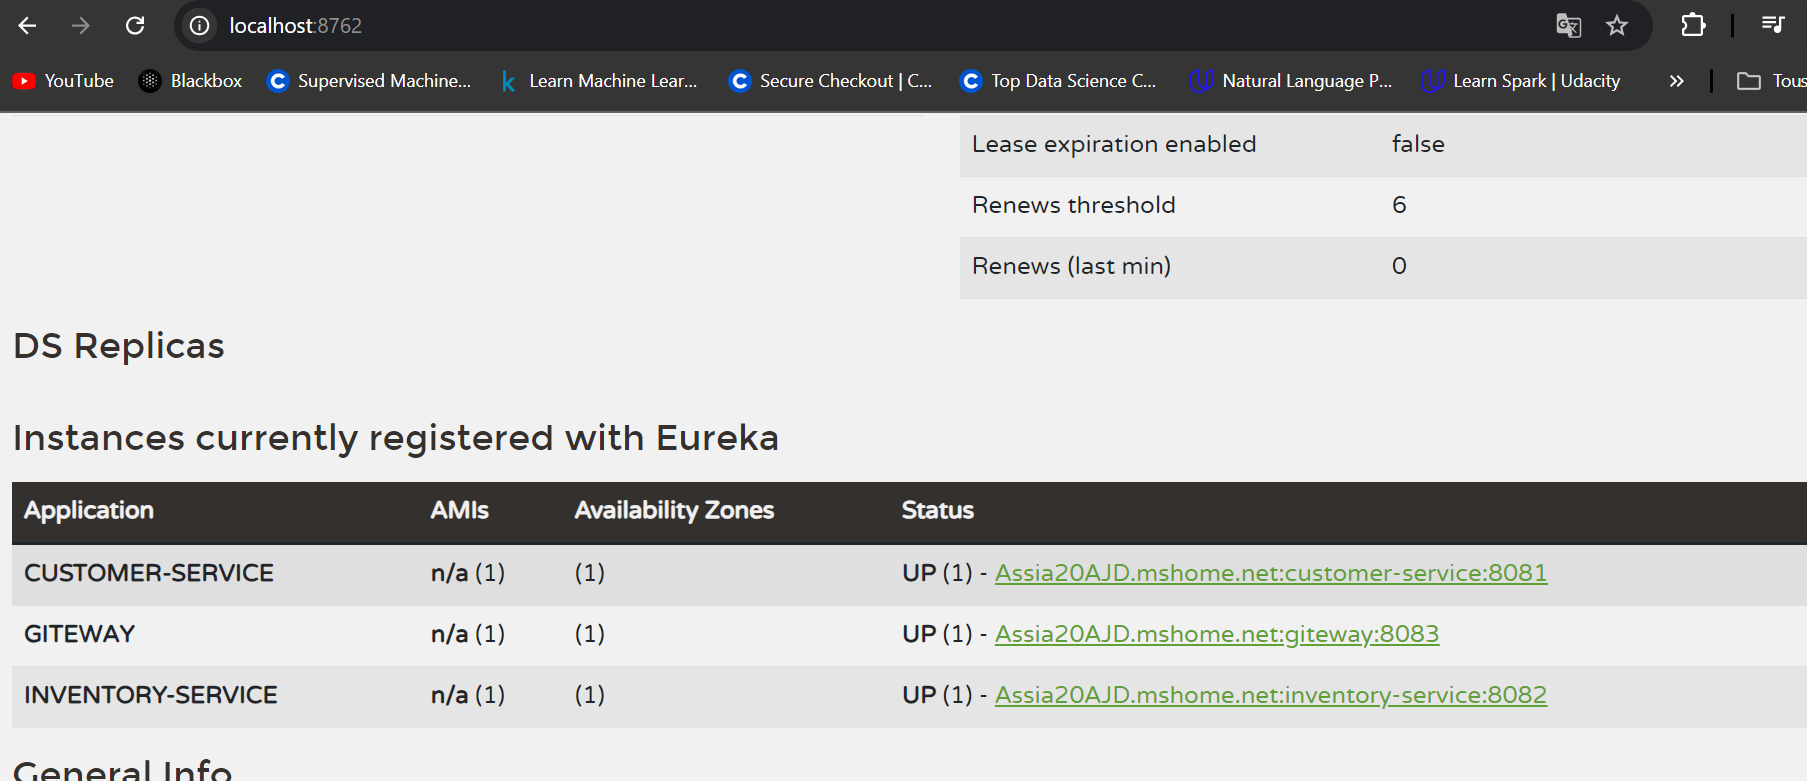 localhost:8762
YouTube Blackbox Supervised Machine... Learn Machine Lear... Secure Checkout | C... Top Data Science C... Natural Language P... Learn Spark | Udacity » Tous
Lease expiration enabled false
Renews threshold 6
Renews (last min) 0
DS Replicas
Instances currently registered with Eureka
Application AMIs Availability Zones Status
CUSTOMER-SERVICE n/a (1) (1) UP (1) - Assia20AJD.mshome.net:customer-service:8081
GITEWAY n/a (1) (1) UP (1) - Assia20AJD.mshome.net:giteway:8083
INVENTORY-SERVICE n/a (1) (1) UP (1) - Assia20AJD.mshome.net:inventory-service:8082
General Info